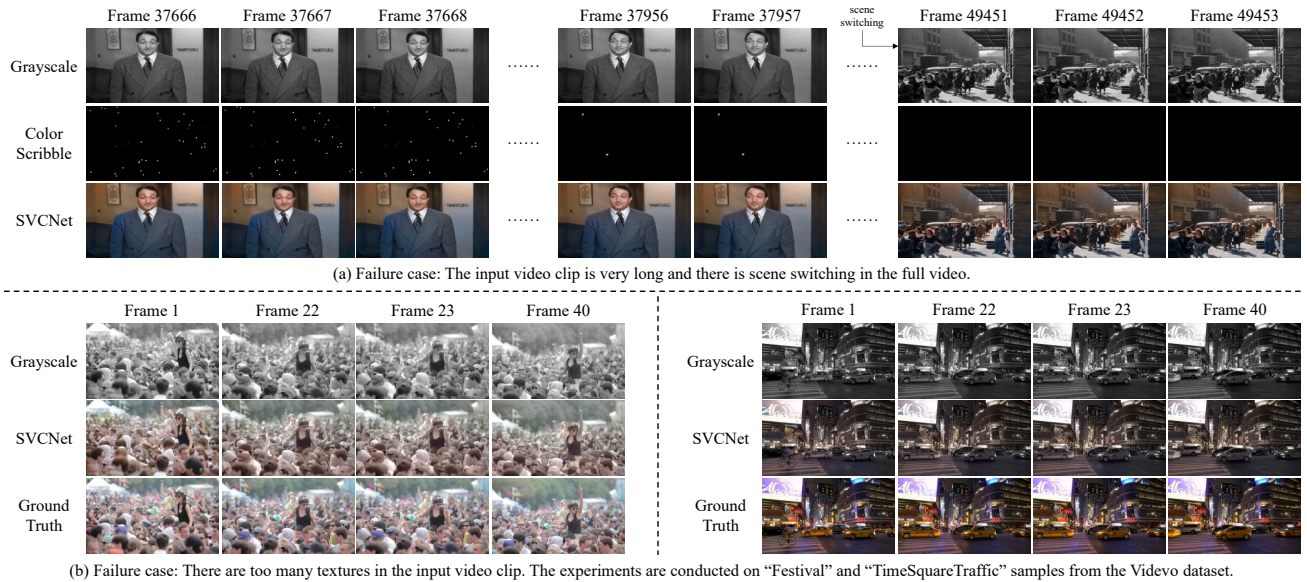 Frame 37666 Frame 37667 Frame 37668 Frame 37956 Frame 37957 scene switching Frame 49451 Frame 49452 Frame 49453
Grayscale ...... ......
Color Scribble ...... ......
SVCNet ...... ......
(a) Failure case: The input video clip is very long and there is scene switching in the full video.
Frame 1 Frame 22 Frame 23 Frame 40 Frame 1 Frame 22 Frame 23 Frame 40
Grayscale Grayscale
SVCNet SVCNet
Ground Truth Ground Truth
(b) Failure case: There are too many textures in the input video clip. The experiments are conducted on “Festival” and “TimeSquareTraffic” samples from the Videvo dataset.